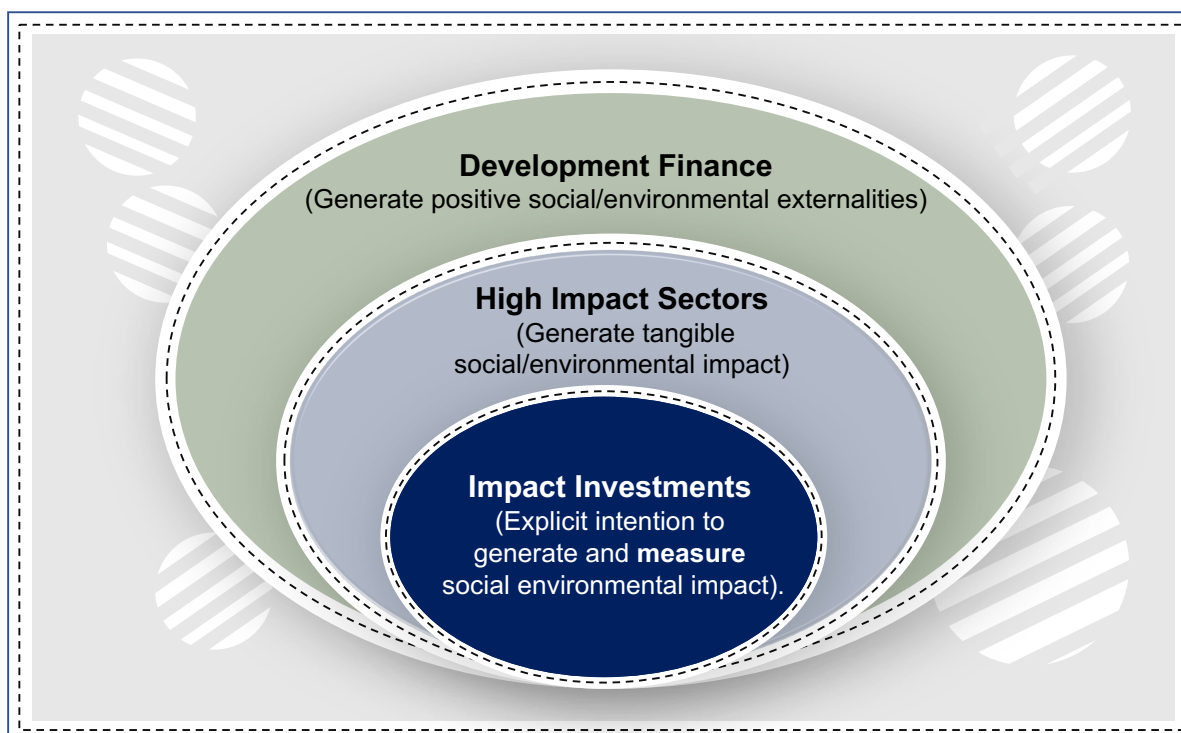 Development Finance
(Generate positive social/environmental externalities)
High Impact Sectors
(Generate tangible
social/environmental impact)
Impact Investments
(Explicit intention to
generate and measure
social environmental impact).